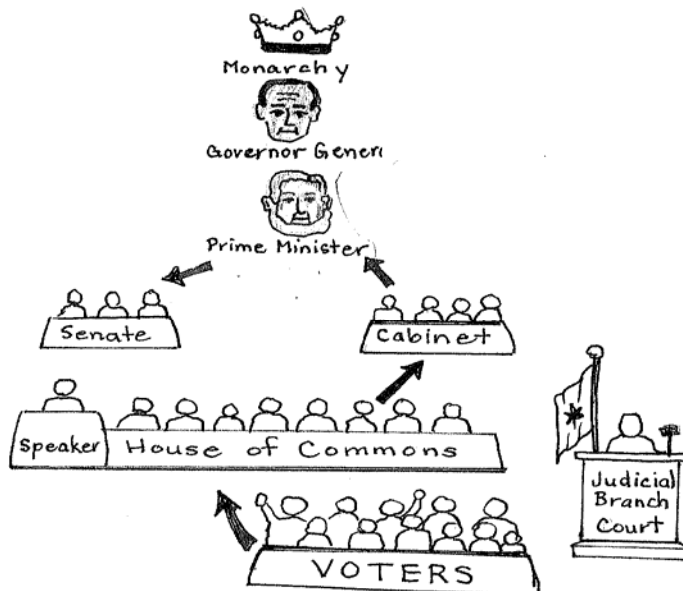 Monarchy
Governor Gener
Prime Minister
Senate
Cabinet
Speaker
House of Commons
Judicial
Branch
Court
VOTERS